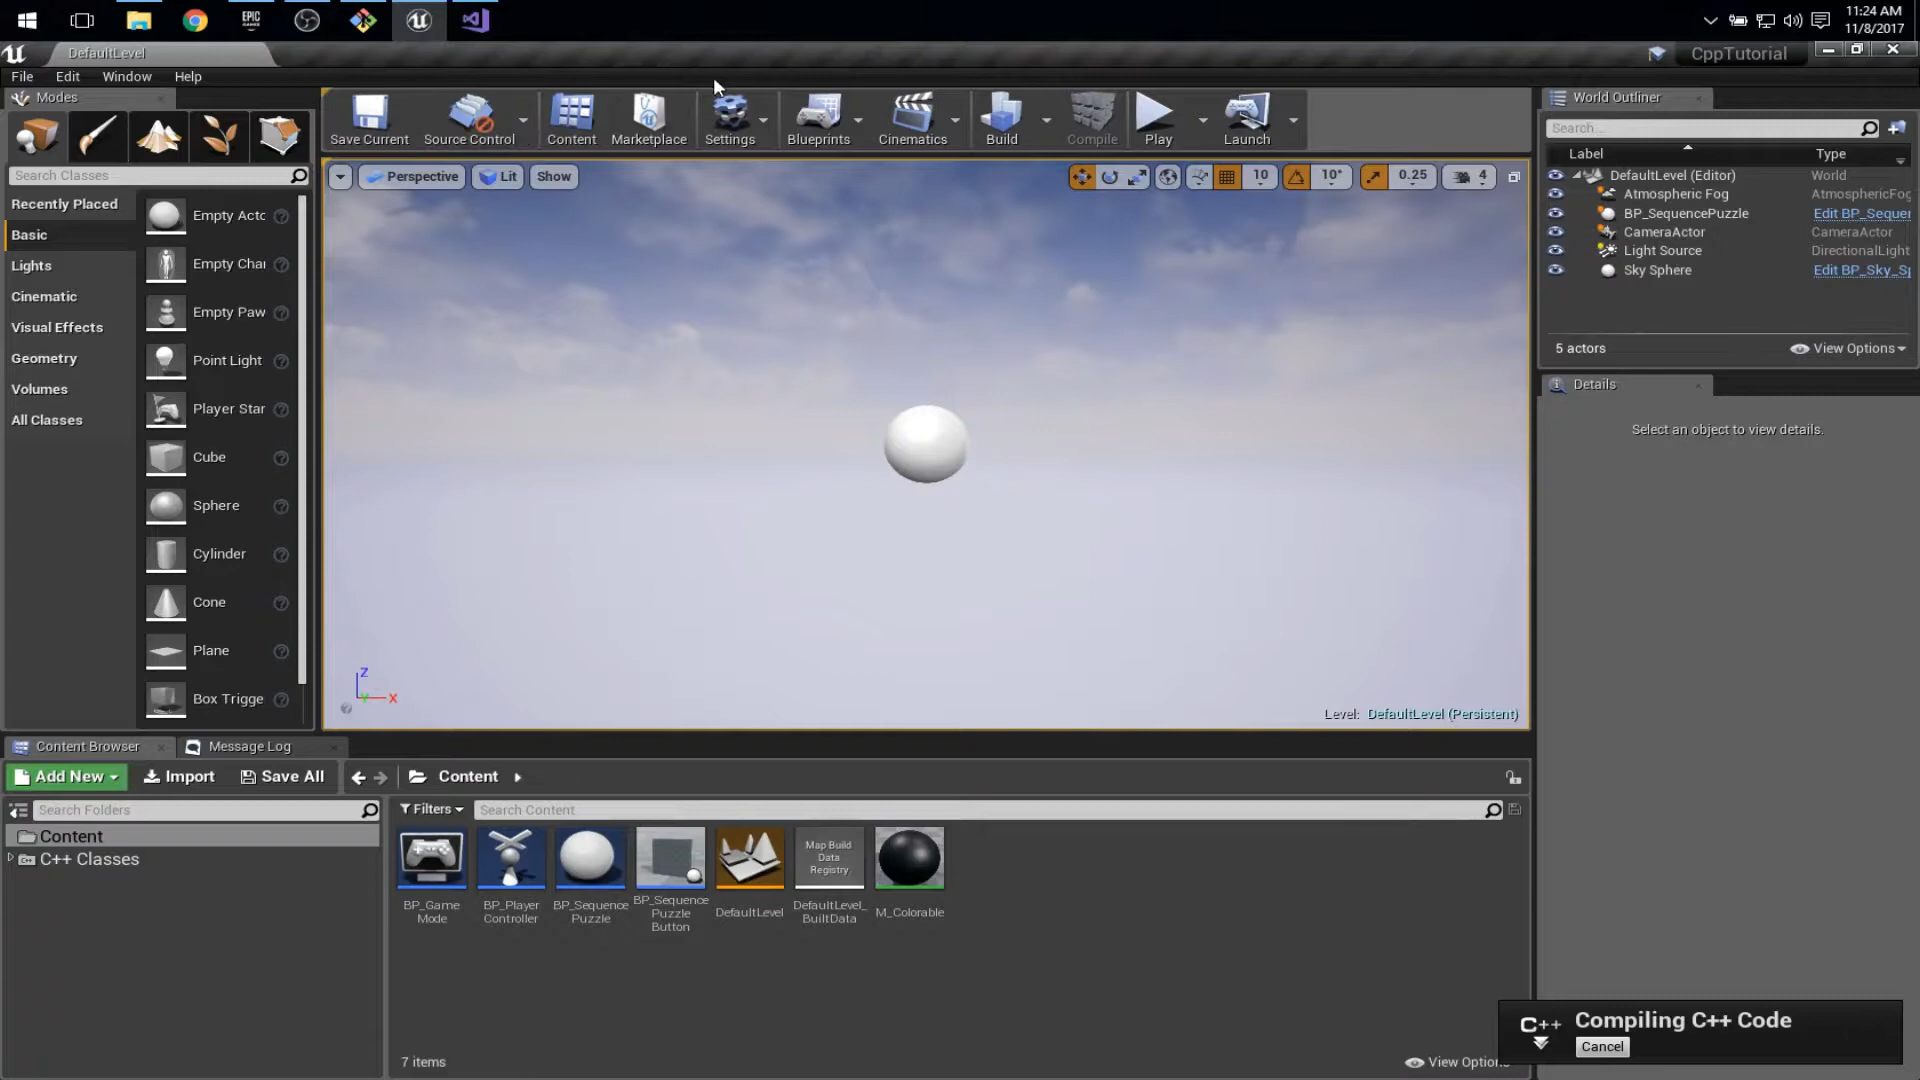 11:24 AM
11/8/2017
EPIC
DefaultLevel
CppTutorial
File Edit Window Help
Modes
Save Current
Source Control
Content
Marketplace
Settings
Blueprints
Cinematics
Build
Compile
Play
Launch
Search Classes
Recently Placed
Basic
Lights
Cinematic
Visual Effects
Geometry
Volumes
All Classes
Empty Actc
Empty Cha
Empty Paw
Point Light
Player Star
Cube
Sphere
Cylinder
Cone
Plane
Box Trigge
Perspective
Lit
Show
10
10°
0.25
4
Z
Y
X
Level: DefaultLevel (Persistent)
World Outliner
Search...
Label Type
DefaultLevel (Editor) World
Atmospheric Fog AtmosphericFog
BP_SequencePuzzle Edit BP_Sequer
CameraActor CameraActor
Light Source DirectionalLight
Sky Sphere Edit BP_Sky_Sp
5 actors
View Options
Details
Select an object to view details.
Content Browser
Message Log
Add New
Import
Save All
Content
Search Folders
Content
C++ Classes
Filters
Search Content
BP_Game
Mode
BP_Player
Controller
BP_Sequence
Puzzle
BP_Sequence
Puzzle
Button
DefaultLevel
Map Build
Data
Registry
DefaultLevel_
BuiltData
M_Colorable
7 items
View Option
C++
Compiling C++ Code
Cancel